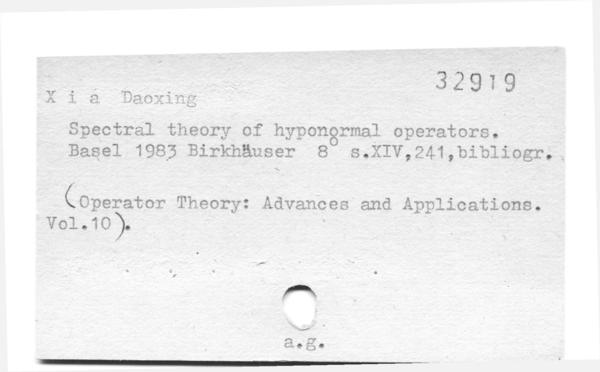 32919
X i a Daoxing
Spectral theory of hyponormal operators.
Basel 1983 Birkhäuser 8° s.XIV,241,bibliogr.
(Operator Theory: Advances and Applications.
Vol.10).
a.g.